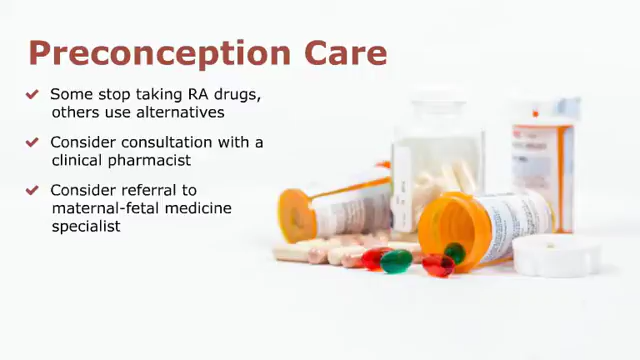 Preconception Care
Some stop taking RA drugs,
others use alternatives
Consider consultation with a
clinical pharmacist
Consider referral to
maternal-fetal medicine
specialist